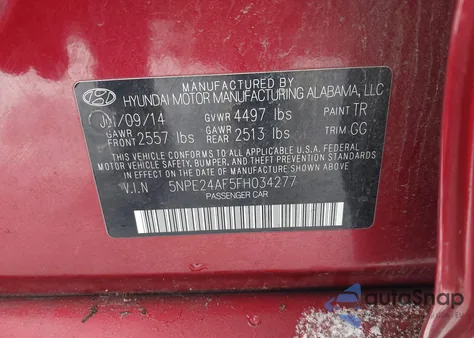 MANUFACTURED BY
HYUNDAI MOTOR MANUFACTURING ALABAMA, LLC
/09/14 GVWR 4497 lbs PAINT TR
GAWR FRONT 2557 lbs GAWR REAR 2513 lbs TRIM GG
THIS VEHICLE CONFORMS TO ALL APPLICABLE U.S. FEDERAL
MOTOR VEHICLE SAFETY, BUMPER, AND THEFT PREVENTION
STANDARDS IN EFFECT ON THE DATE OF MANUFACTURE SHOWN ABOVE.
V.I.N 5NPE24AF5FH034277
PASSENGER CAR
autoSnap